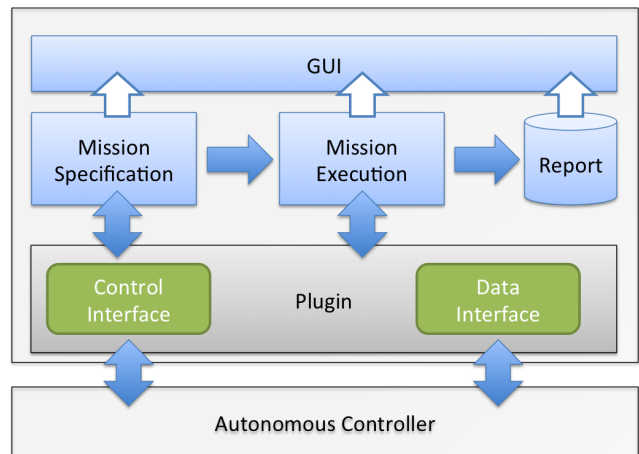 GUI
Mission
Specification
Mission
Execution
Report
Control
Interface
Plugin
Data
Interface
Autonomous Controller